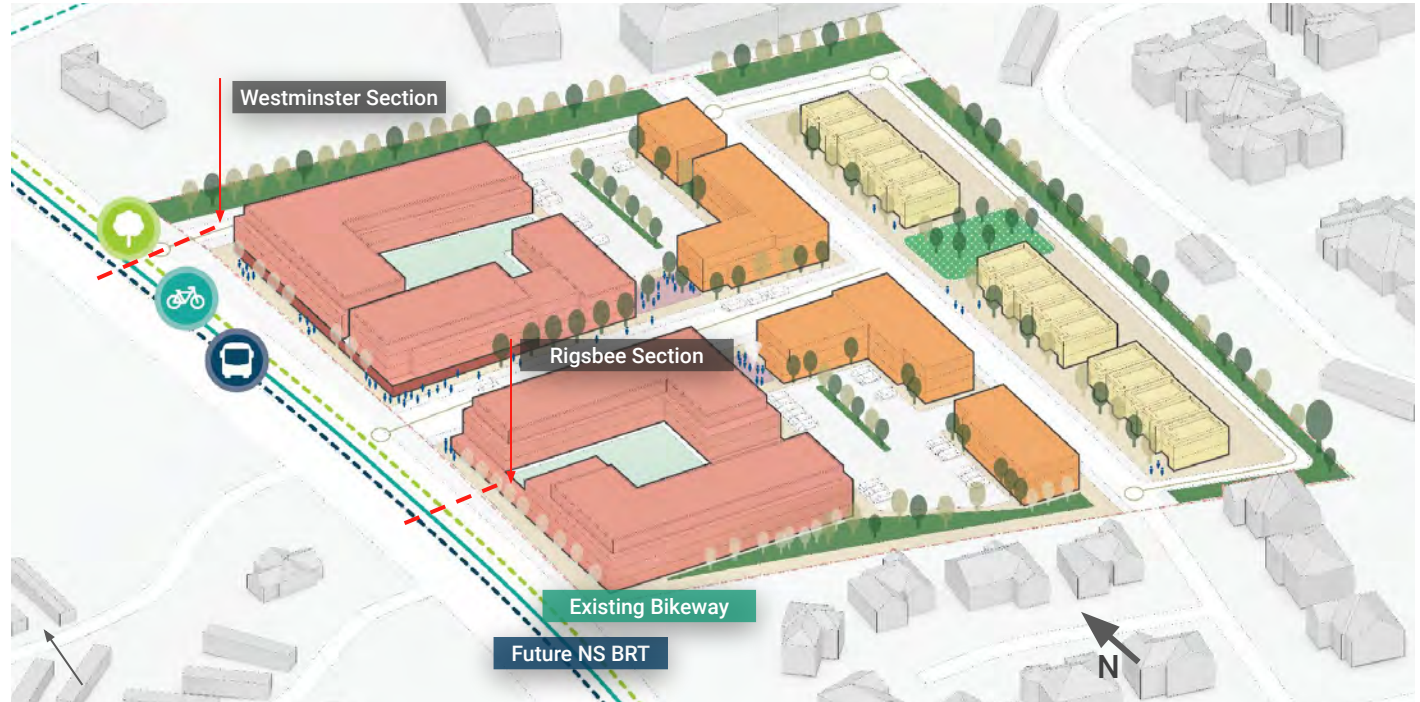 Westminster Section
Rigsbee Section
Existing Bikeway
Future NS BRT
N